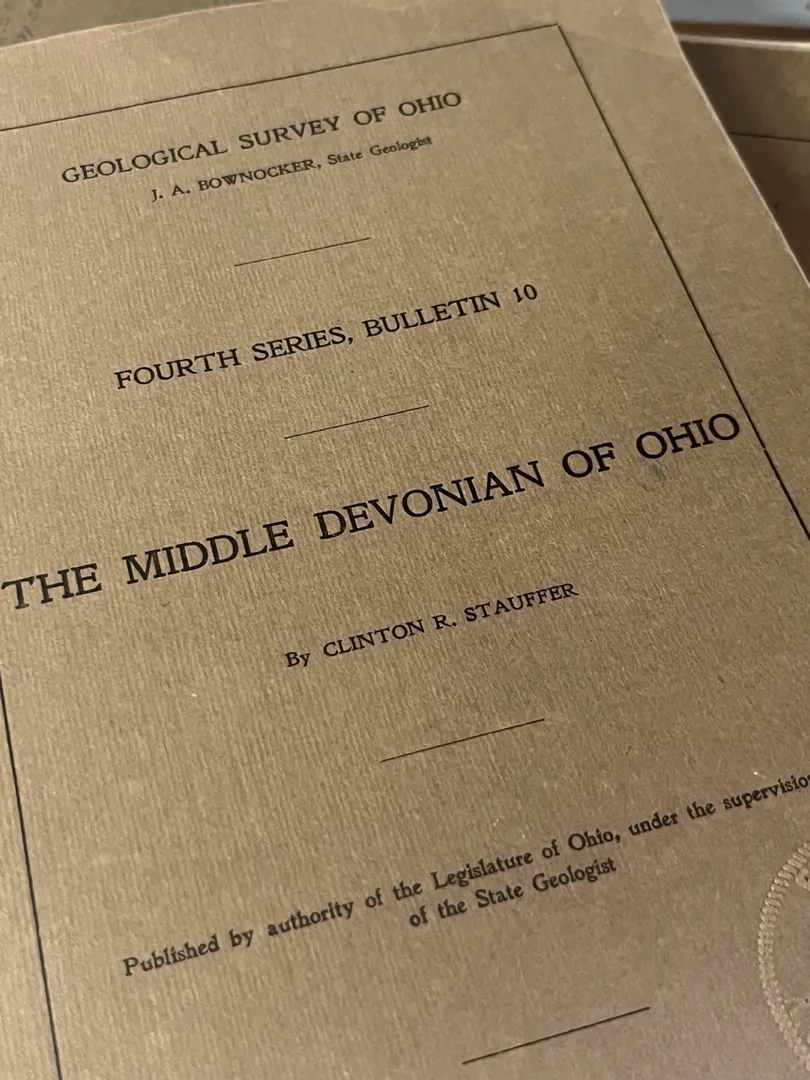 GEOLOGICAL SURVEY OF OHIO
J. A. BOWNOCKER, State Geologist
FOURTH SERIES, BULLETIN 10
THE MIDDLE DEVONIAN OF OHIO
By CLINTON R. STAUFFER
Published by authority of the Legislature of Ohio, under the supervision
of the State Geologist